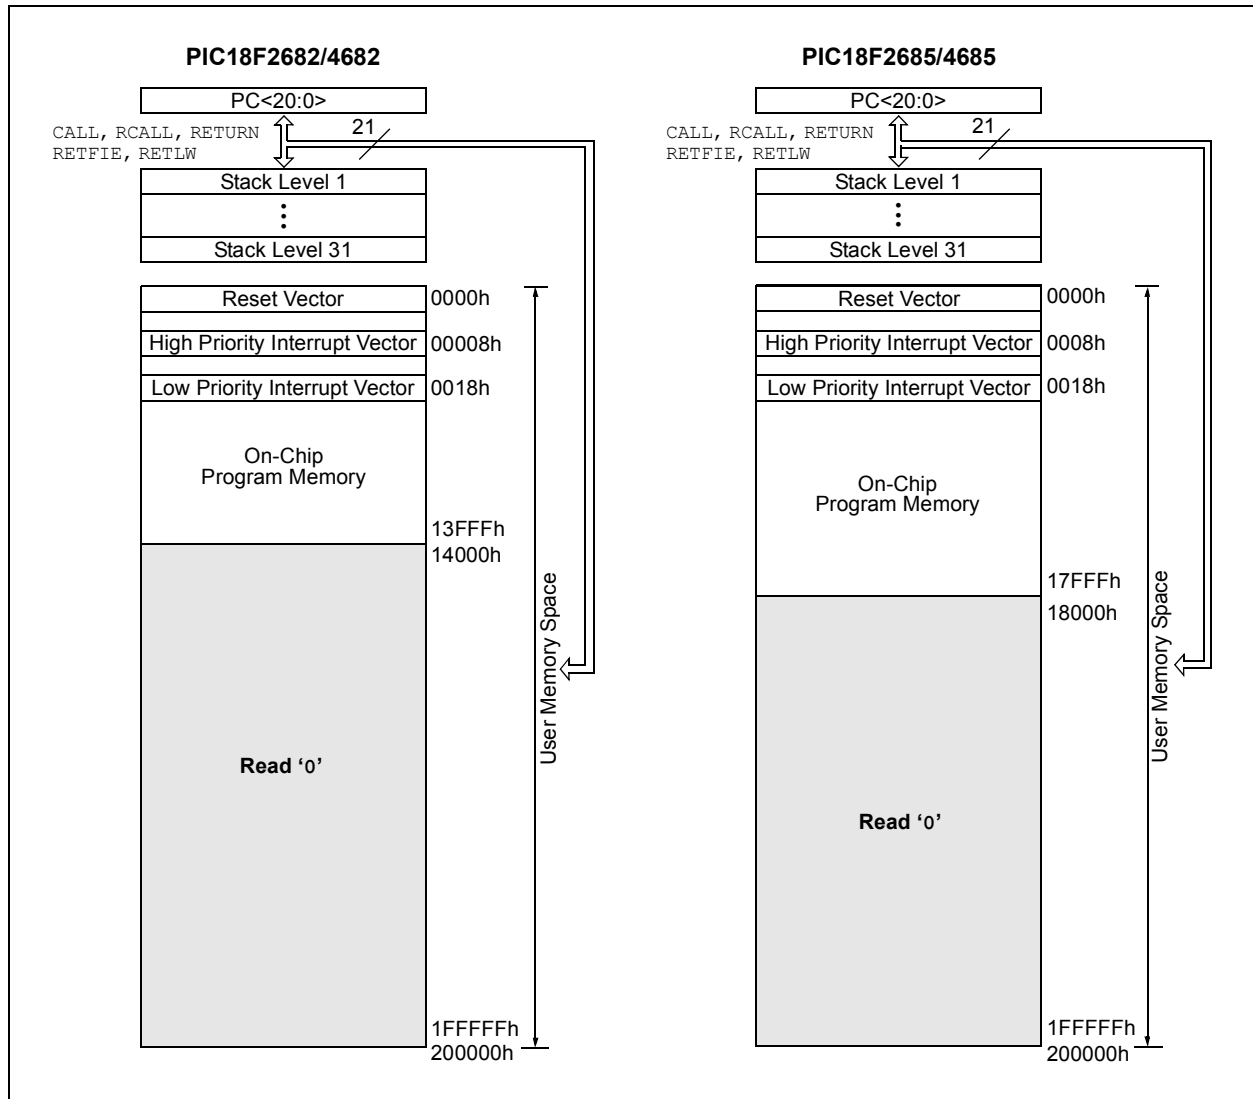 PIC18F2682/4682
PC<20:0>
CALL, RCALL, RETURN
RETFIE, RETLW
21
Stack Level 1
Stack Level 31
Reset Vector
0000h
High Priority Interrupt Vector
00008h
Low Priority Interrupt Vector
0018h
On-Chip
Program Memory
13FFFh
14000h
User Memory Space
Read ‘0’
1FFFFFh
200000h
PIC18F2685/4685
PC<20:0>
CALL, RCALL, RETURN
RETFIE, RETLW
21
Stack Level 1
Stack Level 31
Reset Vector
0000h
High Priority Interrupt Vector
0008h
Low Priority Interrupt Vector
0018h
On-Chip
Program Memory
17FFFh
18000h
User Memory Space
Read ‘0’
1FFFFFh
200000h